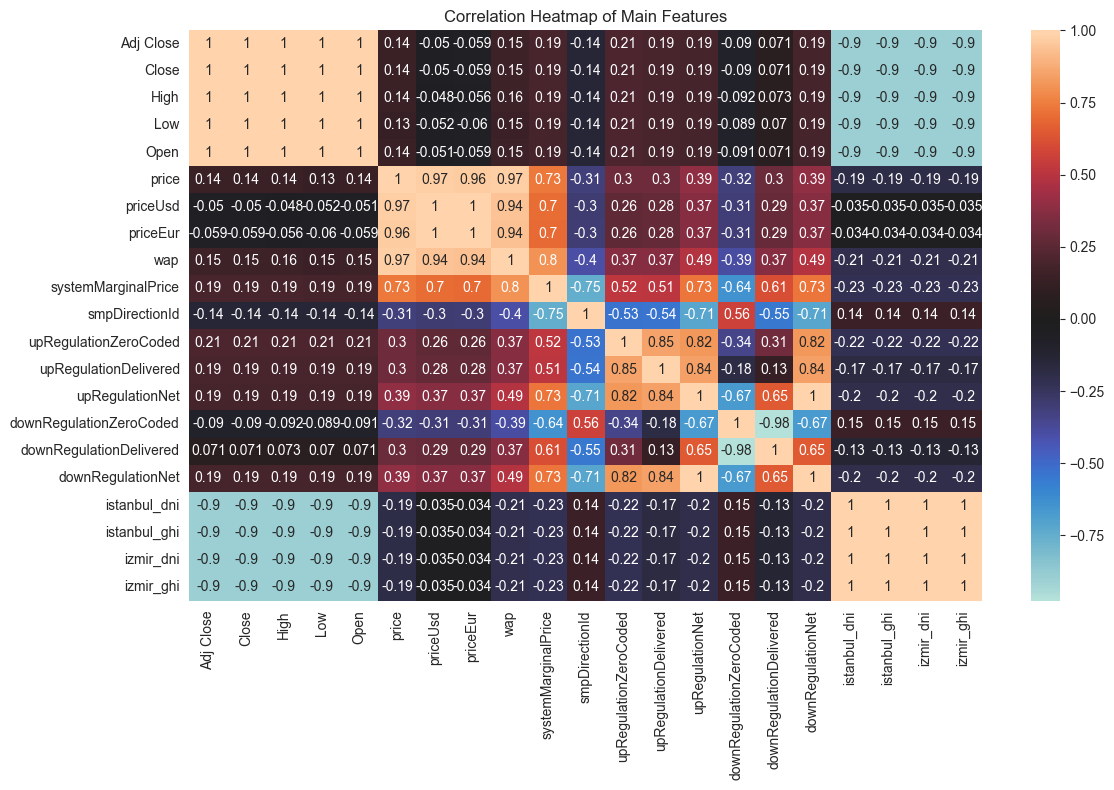 Correlation Heatmap of Main Features
Adj Close 1 1 1 1 1 0.14 -0.05 -0.059 0.15 0.19 -0.14 0.21 0.19 0.19 -0.09 0.071 0.19 -0.9 -0.9 -0.9 -0.9
Close 1 1 1 1 1 0.14 -0.05 -0.059 0.15 0.19 -0.14 0.21 0.19 0.19 -0.09 0.071 0.19 -0.9 -0.9 -0.9 -0.9
High 1 1 1 1 1 0.14 -0.048 -0.056 0.16 0.19 -0.14 0.21 0.19 0.19 -0.092 0.073 0.19 -0.9 -0.9 -0.9 -0.9
Low 1 1 1 1 1 0.13 -0.052 -0.06 0.15 0.19 -0.14 0.21 0.19 0.19 -0.089 0.07 0.19 -0.9 -0.9 -0.9 -0.9
Open 1 1 1 1 1 0.14 -0.051 -0.059 0.15 0.19 -0.14 0.21 0.19 0.19 -0.091 0.071 0.19 -0.9 -0.9 -0.9 -0.9
price 0.14 0.14 0.14 0.13 0.14 1 0.97 0.96 0.97 0.73 -0.31 0.3 0.3 0.39 -0.32 0.3 0.39 -0.19 -0.19 -0.19 -0.19
priceUsd -0.05 -0.05 -0.048 -0.052 -0.051 0.97 1 1 0.94 0.7 -0.3 0.26 0.28 0.37 -0.31 0.29 0.37 -0.035 -0.035 -0.035 -0.035
priceEur -0.059 -0.059 -0.056 -0.06 -0.059 0.96 1 1 0.94 0.7 -0.3 0.26 0.28 0.37 -0.31 0.29 0.37 -0.034 -0.034 -0.034 -0.034
wap 0.15 0.15 0.16 0.15 0.15 0.97 0.94 0.94 1 0.8 -0.4 0.37 0.37 0.49 -0.39 0.37 0.49 -0.21 -0.21 -0.21 -0.21
systemMarginalPrice 0.19 0.19 0.19 0.19 0.19 0.73 0.7 0.7 0.8 1 -0.75 0.52 0.51 0.73 -0.64 0.61 0.73 -0.23 -0.23 -0.23 -0.23
smpDirectionId -0.14 -0.14 -0.14 -0.14 -0.14 -0.31 -0.3 -0.3 -0.4 -0.75 1 -0.53 -0.54 -0.71 0.56 -0.55 -0.71 0.14 0.14 0.14 0.14
upRegulationZeroCoded 0.21 0.21 0.21 0.21 0.21 0.3 0.26 0.26 0.37 0.52 -0.53 1 0.85 0.82 -0.34 0.31 0.82 -0.22 -0.22 -0.22 -0.22
upRegulationDelivered 0.19 0.19 0.19 0.19 0.19 0.3 0.28 0.28 0.37 0.51 -0.54 0.85 1 0.84 -0.18 0.13 0.84 -0.17 -0.17 -0.17 -0.17
upRegulationNet 0.19 0.19 0.19 0.19 0.19 0.39 0.37 0.37 0.49 0.73 -0.71 0.82 0.84 1 -0.67 0.65 1 -0.2 -0.2 -0.2 -0.2
downRegulationZeroCoded -0.09 -0.09 -0.092 -0.089 -0.091 -0.32 -0.31 -0.31 -0.39 -0.64 0.56 -0.34 -0.18 -0.67 1 -0.98 -0.67 0.15 0.15 0.15 0.15
downRegulationDelivered 0.071 0.071 0.073 0.07 0.071 0.3 0.29 0.29 0.37 0.61 -0.55 0.31 0.13 0.65 -0.98 1 0.65 -0.13 -0.13 -0.13 -0.13
downRegulationNet 0.19 0.19 0.19 0.19 0.19 0.39 0.37 0.37 0.49 0.73 -0.71 0.82 0.84 1 -0.67 0.65 1 -0.2 -0.2 -0.2 -0.2
istanbul_dni -0.9 -0.9 -0.9 -0.9 -0.9 -0.19 -0.035 -0.034 -0.21 -0.23 0.14 -0.22 -0.17 -0.2 0.15 -0.13 -0.2 1 1 1 1
istanbul_ghi -0.9 -0.9 -0.9 -0.9 -0.9 -0.19 -0.035 -0.034 -0.21 -0.23 0.14 -0.22 -0.17 -0.2 0.15 -0.13 -0.2 1 1 1 1
izmir_dni -0.9 -0.9 -0.9 -0.9 -0.9 -0.19 -0.035 -0.034 -0.21 -0.23 0.14 -0.22 -0.17 -0.2 0.15 -0.13 -0.2 1 1 1 1
izmir_ghi -0.9 -0.9 -0.9 -0.9 -0.9 -0.19 -0.035 -0.034 -0.21 -0.23 0.14 -0.22 -0.17 -0.2 0.15 -0.13 -0.2 1 1 1 1
Adj Close
Close
High
Low
Open
price
priceUsd
priceEur
wap
systemMarginalPrice
smpDirectionId
upRegulationZeroCoded
upRegulationDelivered
upRegulationNet
downRegulationZeroCoded
downRegulationDelivered
downRegulationNet
istanbul_dni
istanbul_ghi
izmir_dni
izmir_ghi
1.00
0.75
0.50
0.25
0.00
-0.25
-0.50
-0.75